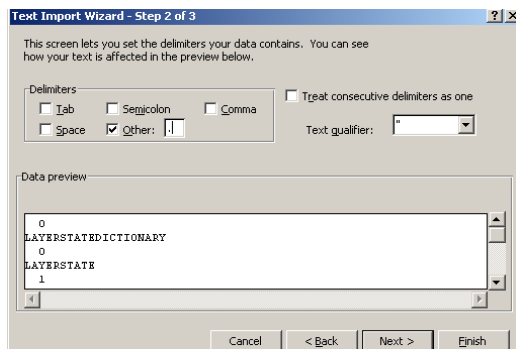 Text Import Wizard - Step 2 of 3
This screen lets you set the delimiters your data contains. You can see
how your text is affected in the preview below.
Delimiters
Tab Semicolon Comma
Space Other: .
Treat consecutive delimiters as one
Text qualifier: "
Data preview
0
LAYERSTATEDICTIONARY
0
LAYERSTATE
1
Cancel < Back Next > Finish